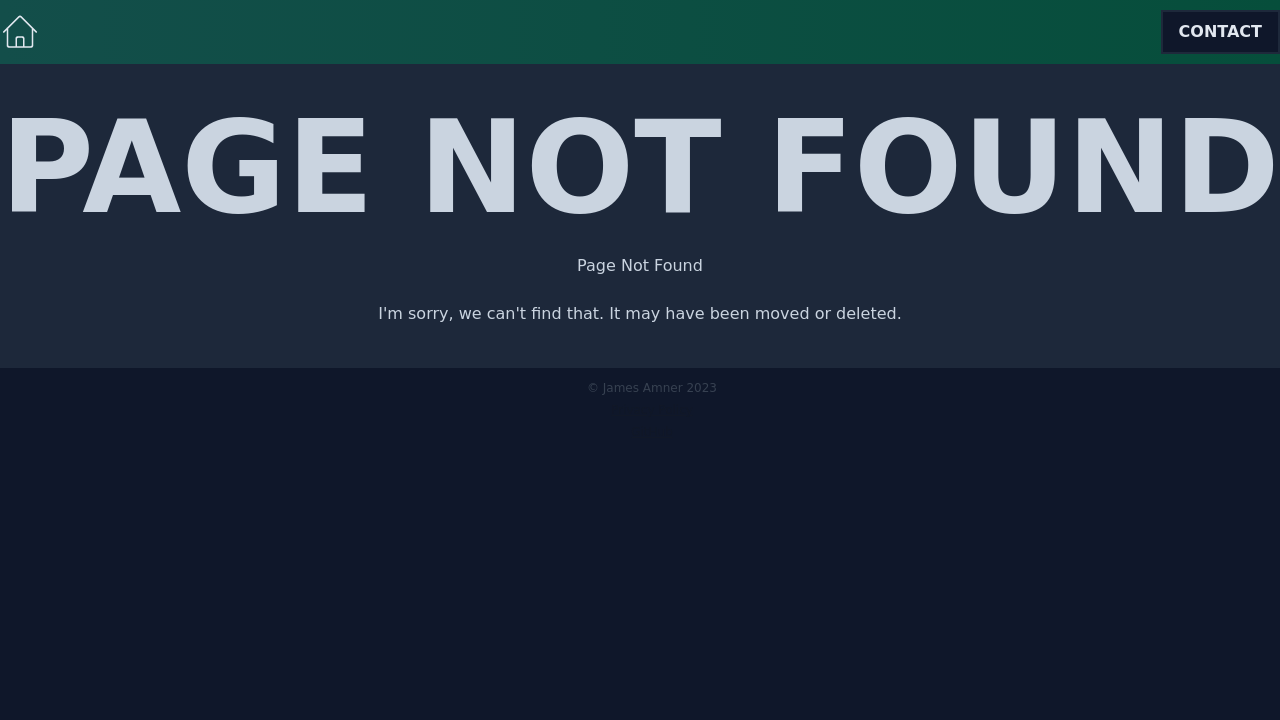 CONTACT
PAGE NOT FOUND
Page Not Found
I'm sorry, we can't find that. It may have been moved or deleted.
© James Amner 2023